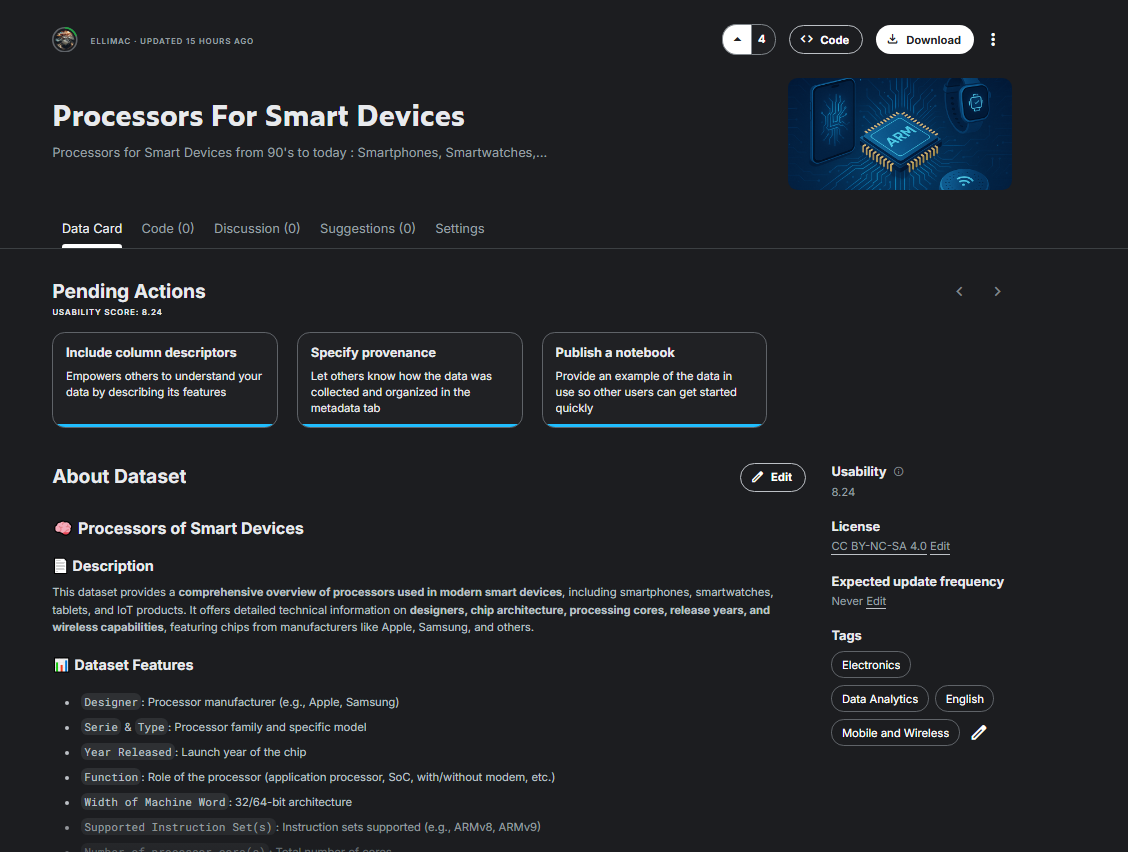 ELLIMAC · UPDATED 15 HOURS AGO
4
Code
Download
Processors For Smart Devices
Processors for Smart Devices from 90's to today : Smartphones, Smartwatches,...
ARM
Data Card
Code (0)
Discussion (0)
Suggestions (0)
Settings
Pending Actions
USABILITY SCORE: 8.24
Include column descriptors
Empowers others to understand your
data by describing its features
Specify provenance
Let others know how the data was
collected and organized in the
metadata tab
Publish a notebook
Provide an example of the data in
use so other users can get started
quickly
About Dataset
Edit
🧠 Processors of Smart Devices
📄 Description
This dataset provides a comprehensive overview of processors used in modern smart devices, including smartphones, smartwatches,
tablets, and IoT products. It offers detailed technical information on designers, chip architecture, processing cores, release years, and
wireless capabilities, featuring chips from manufacturers like Apple, Samsung, and others.
📊 Dataset Features
• Designer: Processor manufacturer (e.g., Apple, Samsung)
• Serie & Type: Processor family and specific model
• Year Released: Launch year of the chip
• Function: Role of the processor (application processor, SoC, with/without modem, etc.)
• Width of Machine Word: 32/64-bit architecture
• Supported Instruction Set(s): Instruction sets supported (e.g., ARMv8, ARMv9)
• Number of processor core(s): Total number of cores
Usability
8.24
License
CC BY-NC-SA 4.0 Edit
Expected update frequency
Never Edit
Tags
Electronics
Data Analytics
English
Mobile and Wireless